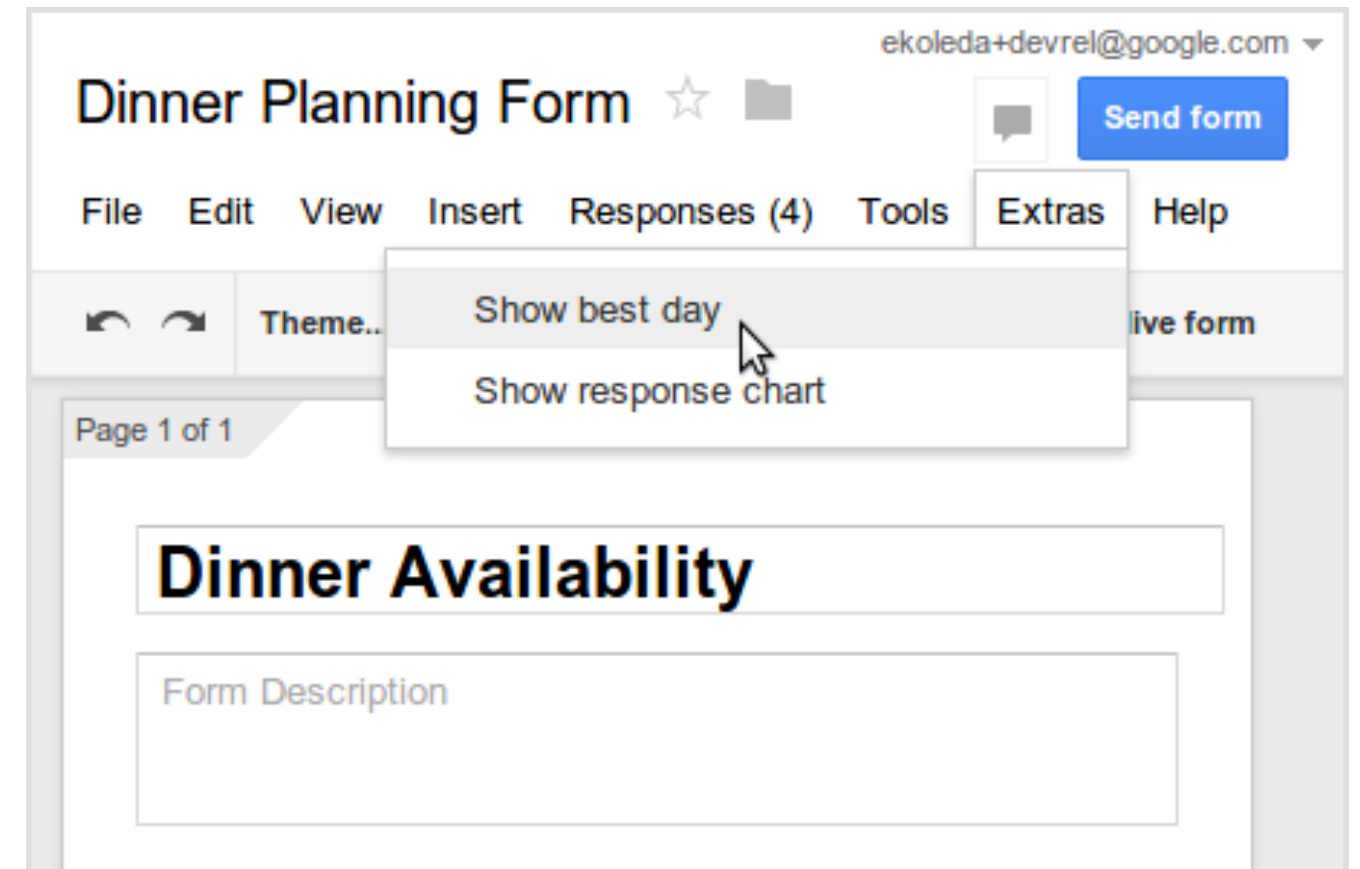 ekoleda+devrel@google.com
Dinner Planning Form
Send form
File Edit View Insert Responses (4) Tools Extras Help
Theme... live form
Show best day
Show response chart
Page 1 of 1
Dinner Availability
Form Description